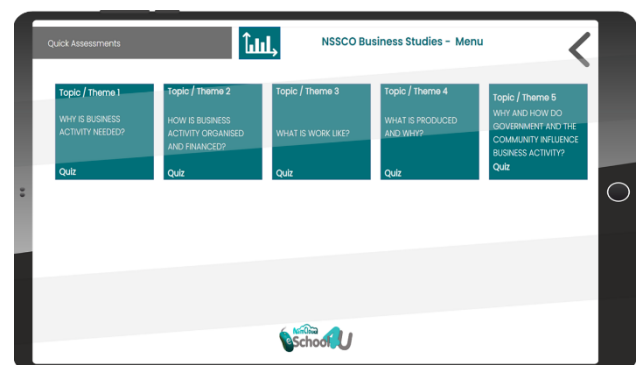 Quick Assessments
NSSCO Business Studies - Menu
Topic / Theme 1
WHY IS BUSINESS
ACTIVITY NEEDED?
Quiz
Topic / Theme 2
HOW IS BUSINESS
ACTIVITY ORGANISED
AND FINANCED?
Quiz
Topic / Theme 3
WHAT IS WORK LIKE?
Quiz
Topic / Theme 4
WHAT IS PRODUCED
AND WHY?
Quiz
Topic / Theme 5
WHY AND HOW DO
GOVERNMENT AND THE
COMMUNITY INFLUENCE
BUSINESS ACTIVITY?
Quiz
eSchool4U